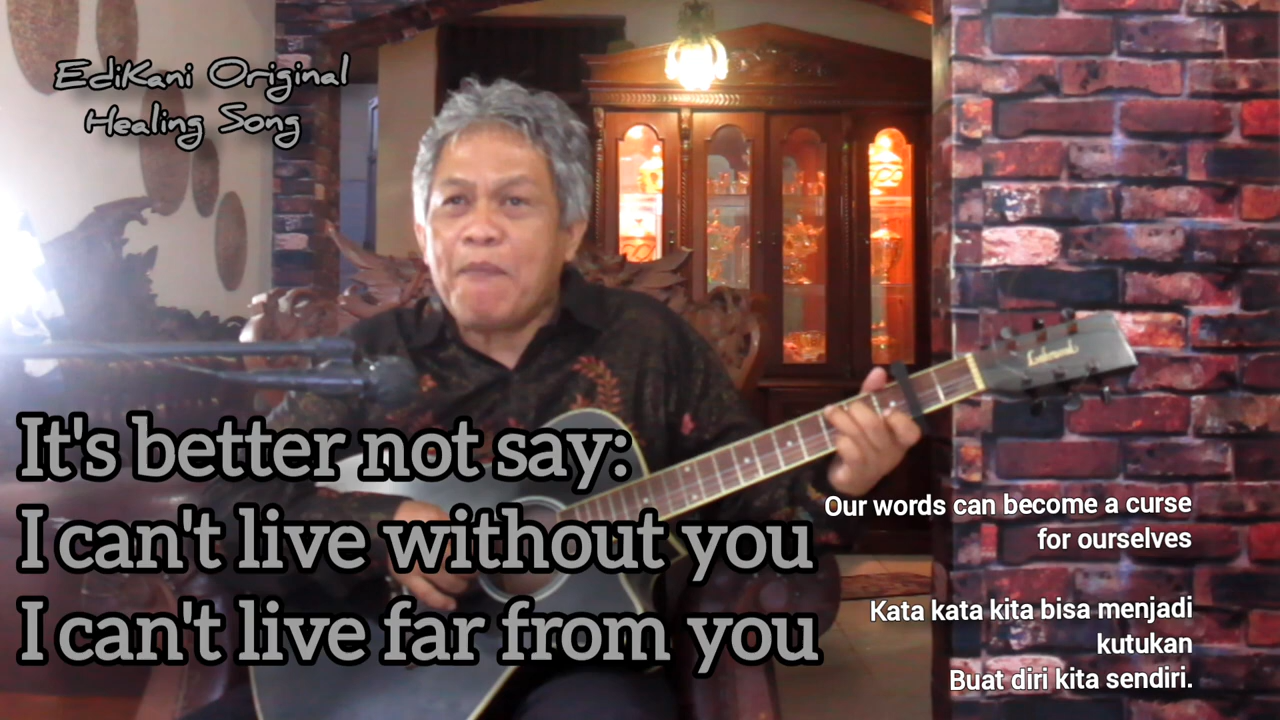 EdiKani Original
Healing Song
It's better not say:
I can't live without you
I can't live far from you
Our words can become a curse
for ourselves
Kata kata kita bisa menjadi
kutukan
Buat diri kita sendiri.